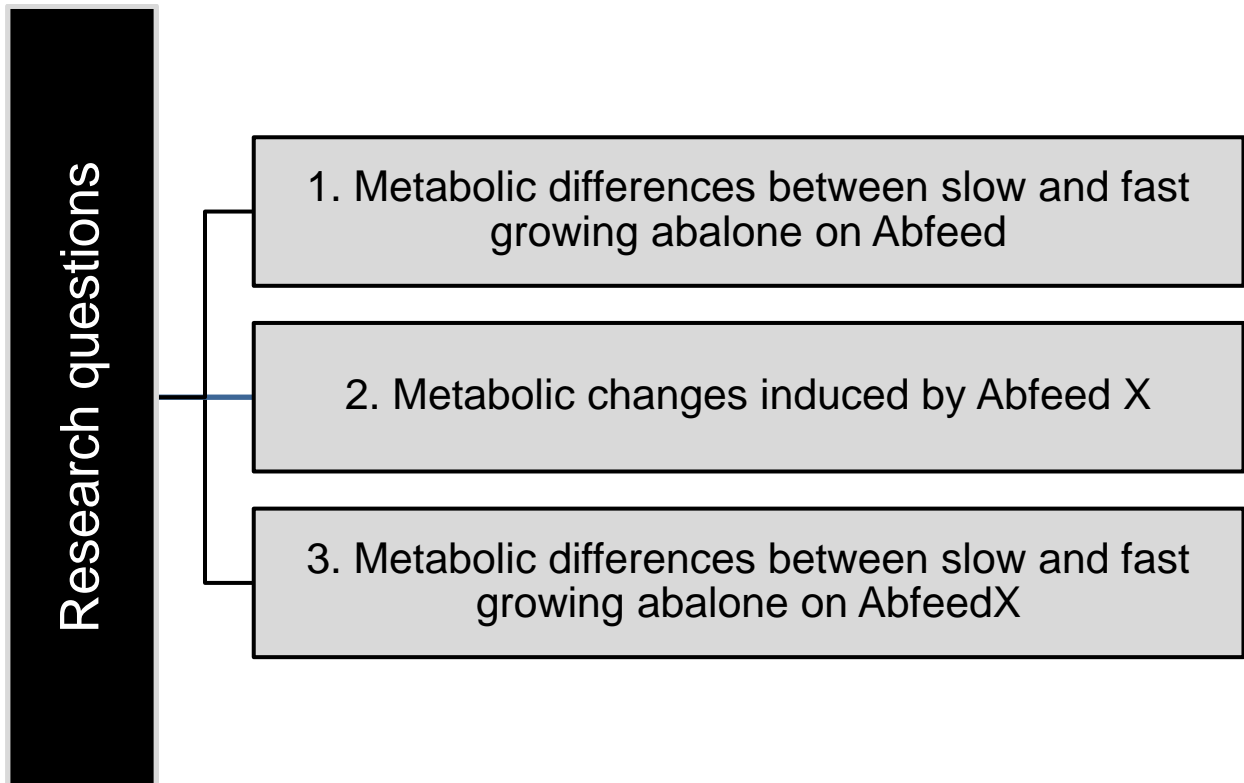 Research questions
1. Metabolic differences between slow and fast
growing abalone on Abfeed
2. Metabolic changes induced by Abfeed X
3. Metabolic differences between slow and fast
growing abalone on AbfeedX